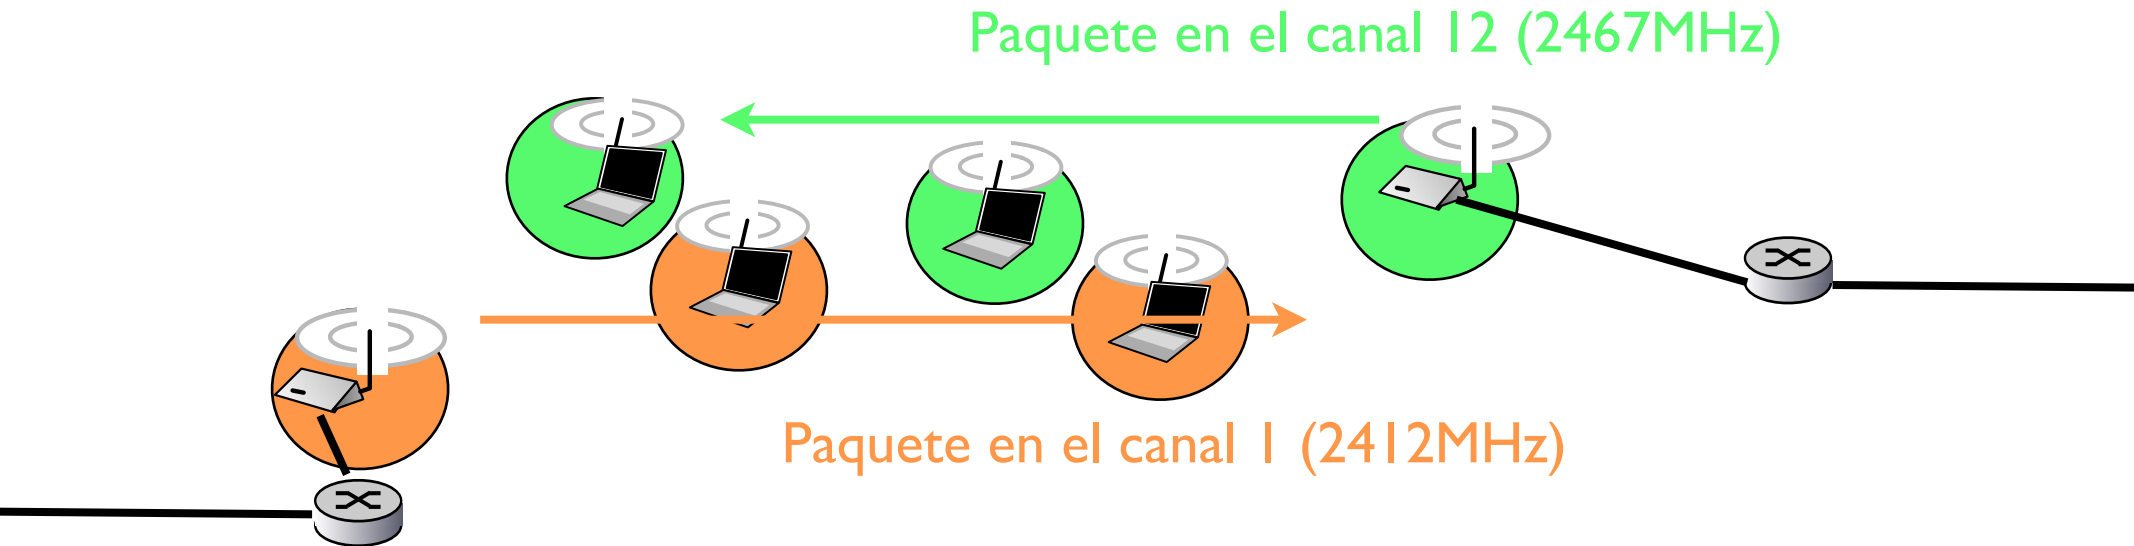 Paquete en el canal 12 (2467MHz)
Paquete en el canal 1 (2412MHz)